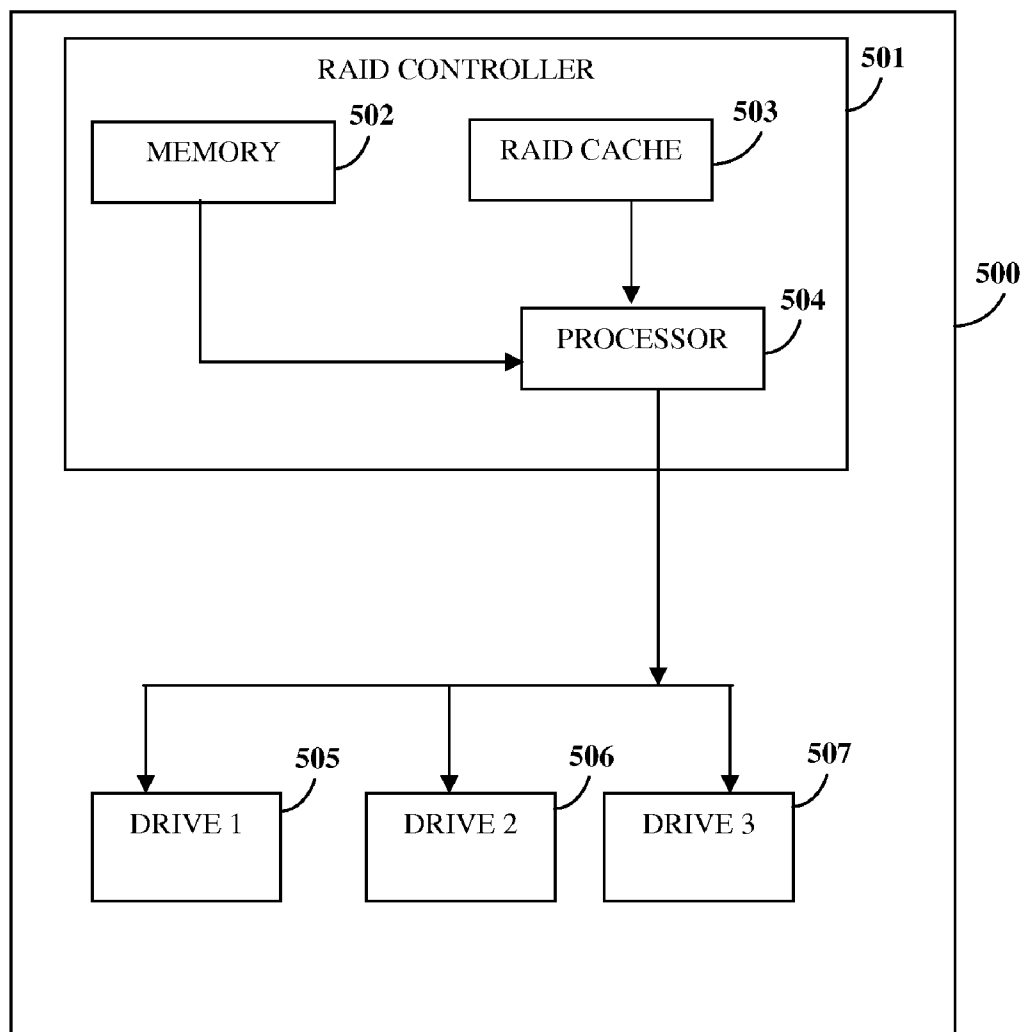 RAID CONTROLLER
501
502
503
MEMORY
RAID CACHE
500
504
PROCESSOR
505
506
507
DRIVE 1
DRIVE 2
DRIVE 3